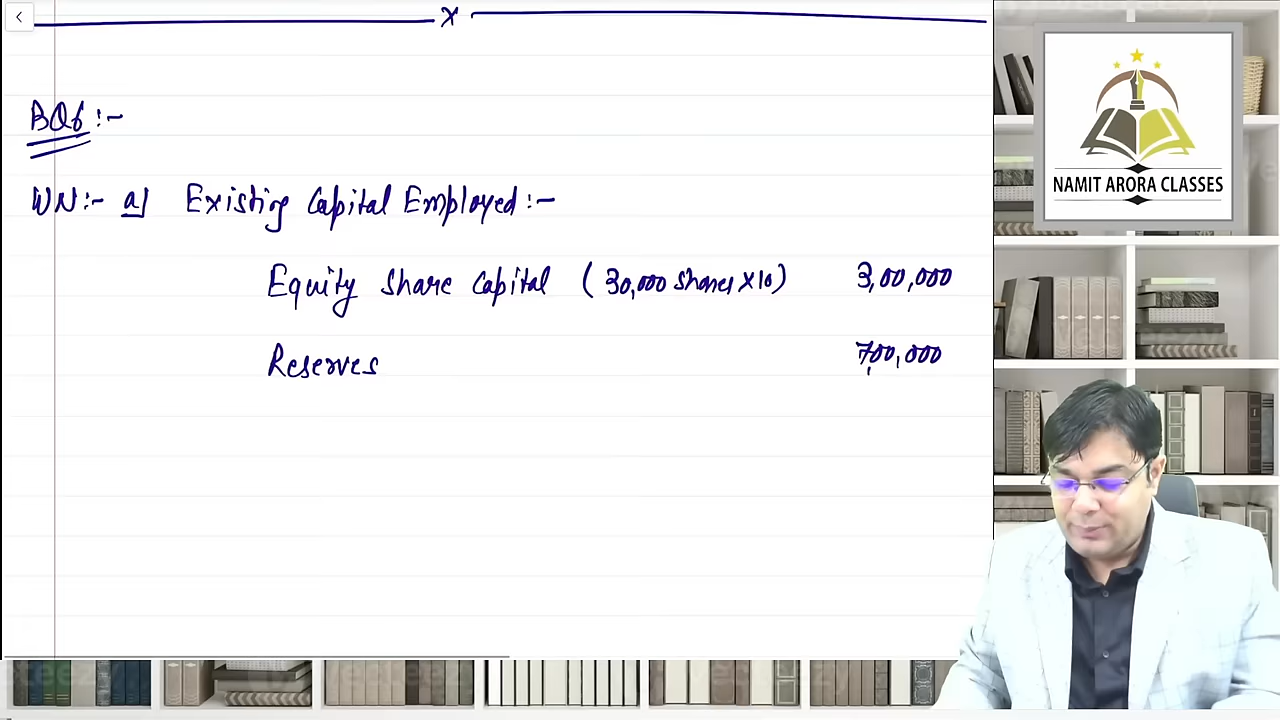 x
BQ6:-
WN:- a] Existing Capital Employed:-
Equity Share Capital (30,000 Shares x10) 3,00,000
Reserves 7,00,000
NAMIT ARORA CLASSES